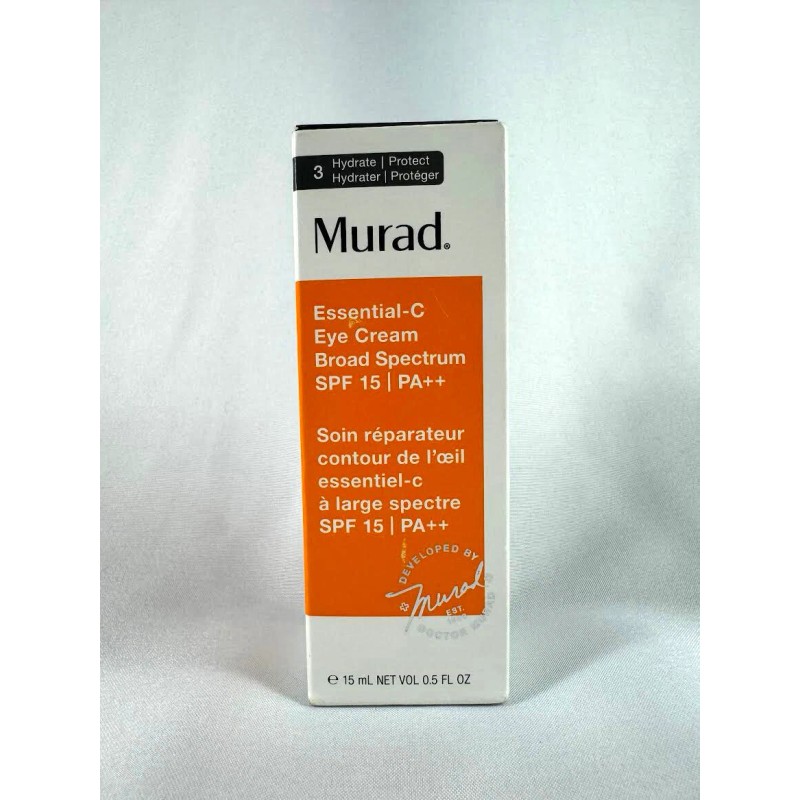 3 Hydrate | Protect
Hydrater | Protéger
Murad®
Essential-C
Eye Cream
Broad Spectrum
SPF 15 | PA++
Soin réparateur
contour de l'œil
essentiel-c
à large spectre
SPF 15 | PA++
DEVELOPED BY
Murad
EST.
DOCTOR MURAD
℮ 15 mL NET VOL 0.5 FL OZ